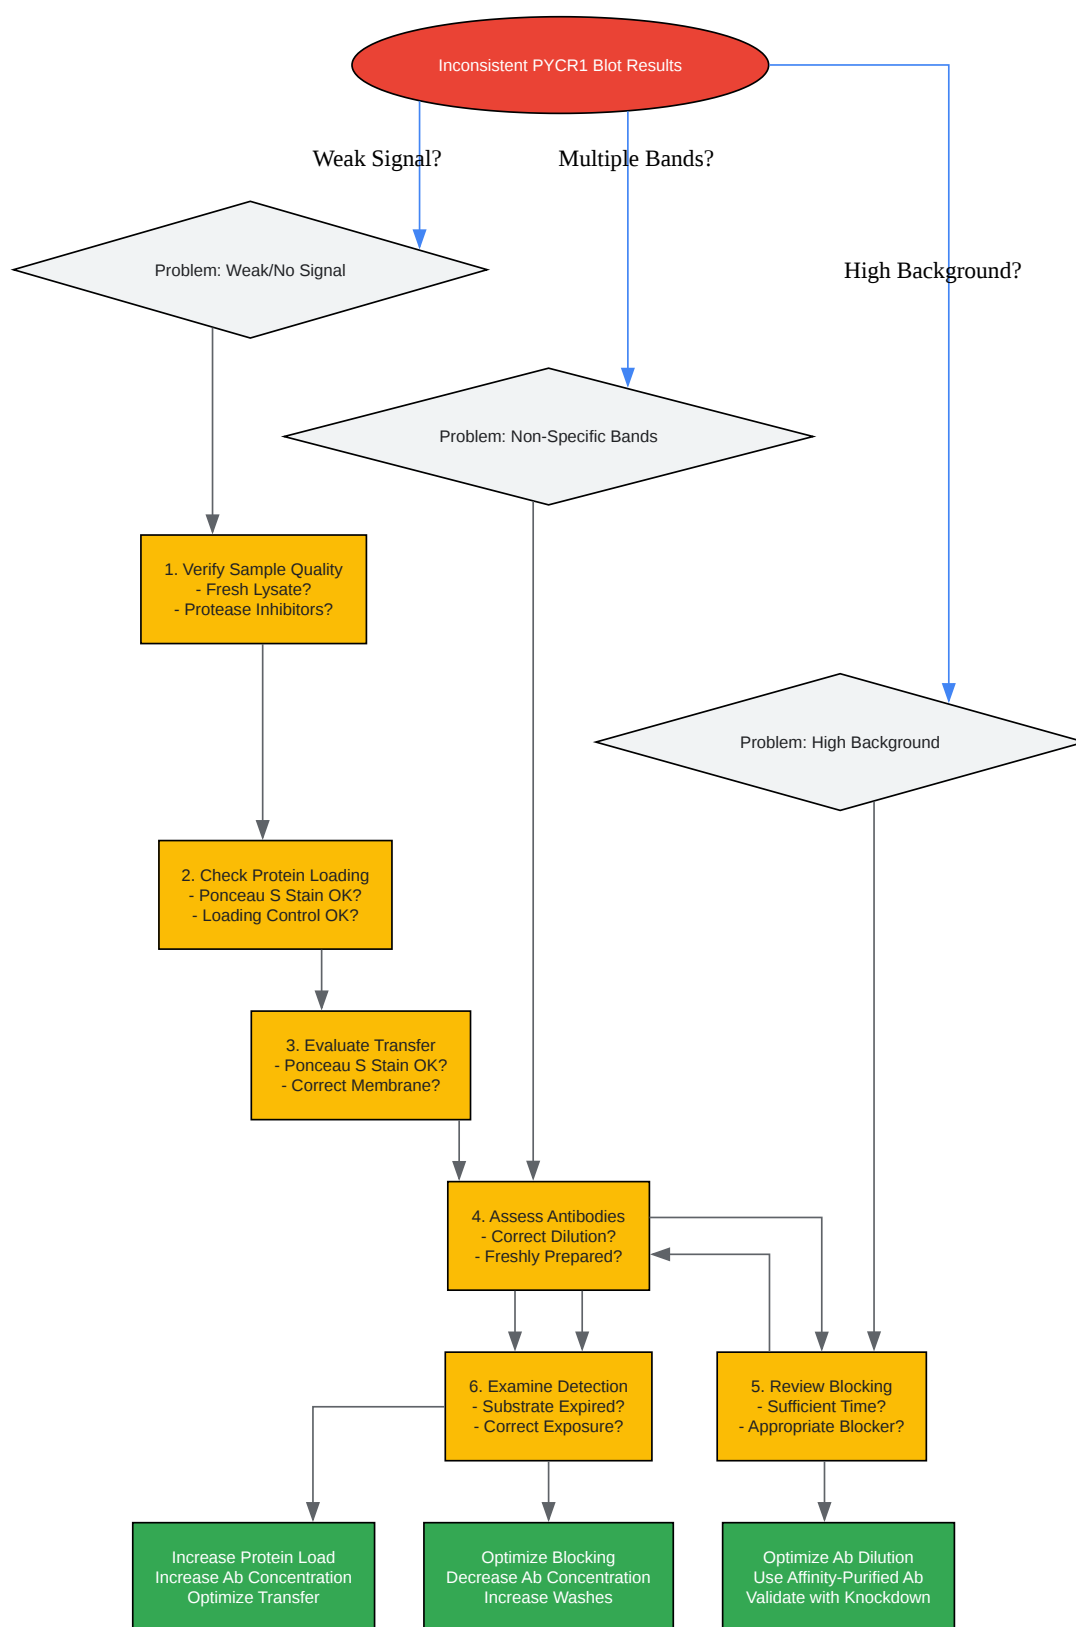 Inconsistent PYCR1 Blot Results
Weak Signal?
Multiple Bands?
High Background?
Problem: Weak/No Signal
Problem: Non-Specific Bands
1. Verify Sample Quality
- Fresh Lysate?
- Protease Inhibitors?
Problem: High Background
2. Check Protein Loading
- Ponceau S Stain OK?
- Loading Control OK?
3. Evaluate Transfer
- Ponceau S Stain OK?
- Correct Membrane?
4. Assess Antibodies
- Correct Dilution?
- Freshly Prepared?
6. Examine Detection
- Substrate Expired?
- Correct Exposure?
5. Review Blocking
- Sufficient Time?
- Appropriate Blocker?
Increase Protein Load
Increase Ab Concentration
Optimize Transfer
Optimize Blocking
Decrease Ab Concentration
Increase Washes
Optimize Ab Dilution
Use Affinity-Purified Ab
Validate with Knockdown